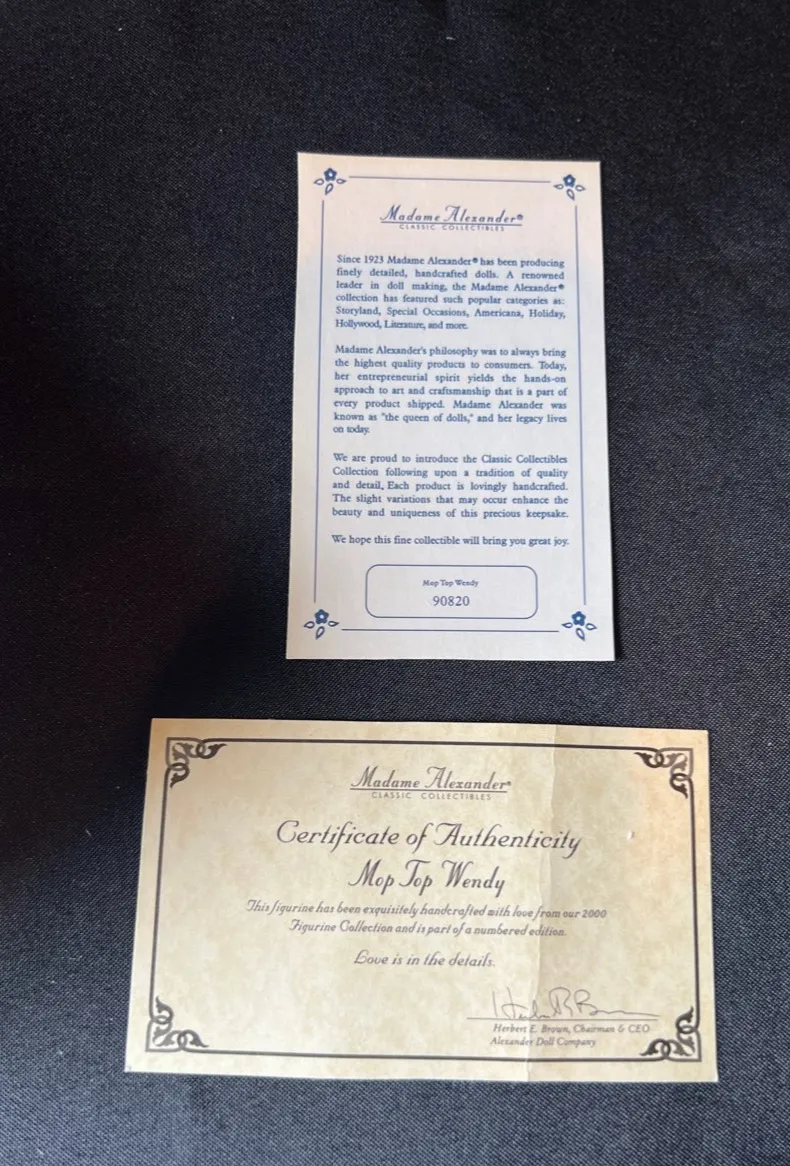 Madame Alexander®
CLASSIC COLLECTIBLES
Since 1923 Madame Alexander® has been producing
finely detailed, handcrafted dolls. A renowned
leader in doll making, the Madame Alexander®
collection has featured such popular categories as:
Storyland, Special Occasions, Americana, Holiday,
Hollywood, Literature, and more.
Madame Alexander's philosophy was to always bring
the highest quality products to consumers. Today,
her entrepreneurial spirit yields the hands-on
approach to art and craftsmanship that is a part of
every product shipped. Madame Alexander was
known as "the queen of dolls," and her legacy lives
on today.
We are proud to introduce the Classic Collectibles
Collection following upon a tradition of quality
and detail. Each product is lovingly handcrafted.
The slight variations that may occur enhance the
beauty and uniqueness of this precious keepsake.
We hope this fine collectible will bring you great joy.
Mop Top Wendy
90820
Madame Alexander®
CLASSIC COLLECTIBLES
Certificate of Authenticity
Mop Top Wendy
This figurine has been exquisitely handcrafted with love from our 2000
Figurine Collection and is part of a numbered edition.
Love is in the details.
Herbert E. Brown, Chairman & CEO
Alexander Doll Company